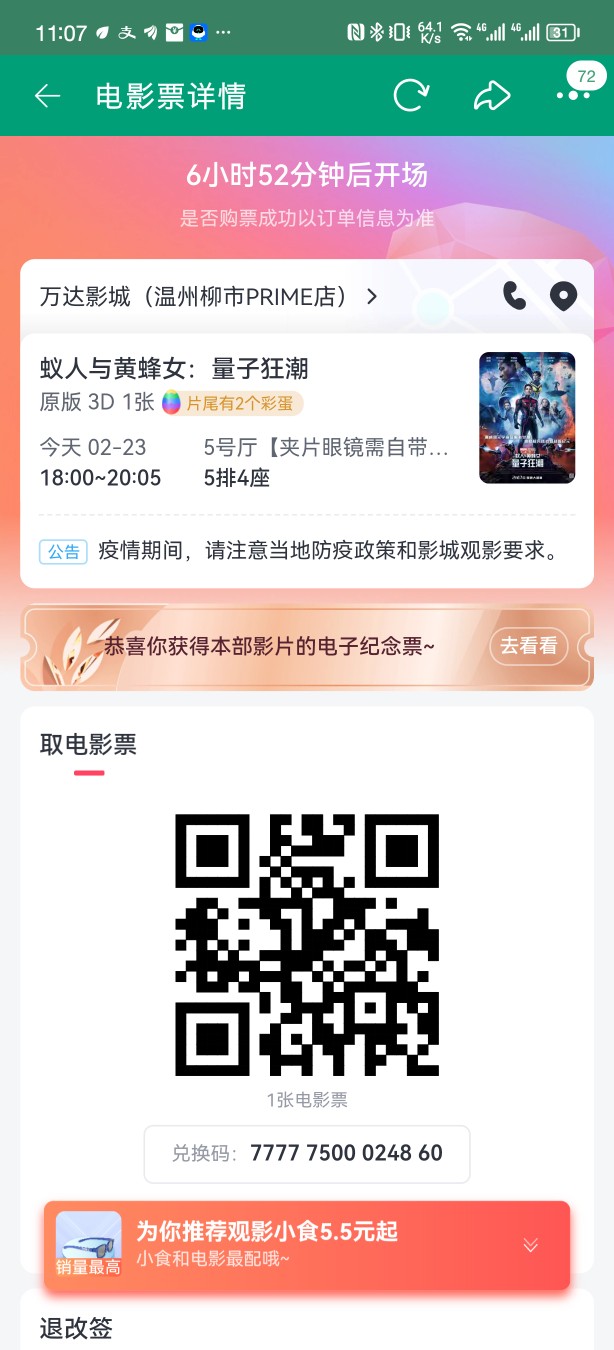 11:07 支 ···
64.1 K/s 4G 4G 31
电影票详情
72
6小时52分钟后开场
是否购票成功以订单信息为准
万达影城（温州柳市PRIME店）
蚁人与黄蜂女：量子狂潮
原版 3D 1张 片尾有2个彩蛋
今天 02-23 5号厅【夹片眼镜需自带...
18:00~20:05 5排4座
量子狂潮
公告 疫情期间，请注意当地防疫政策和影城观影要求。
恭喜你获得本部影片的电子纪念票~ 去看看
取电影票
1张电影票
兑换码： 7777 7500 0248 60
为你推荐观影小食5.5元起
小食和电影最配哦~
销量最高
退改签